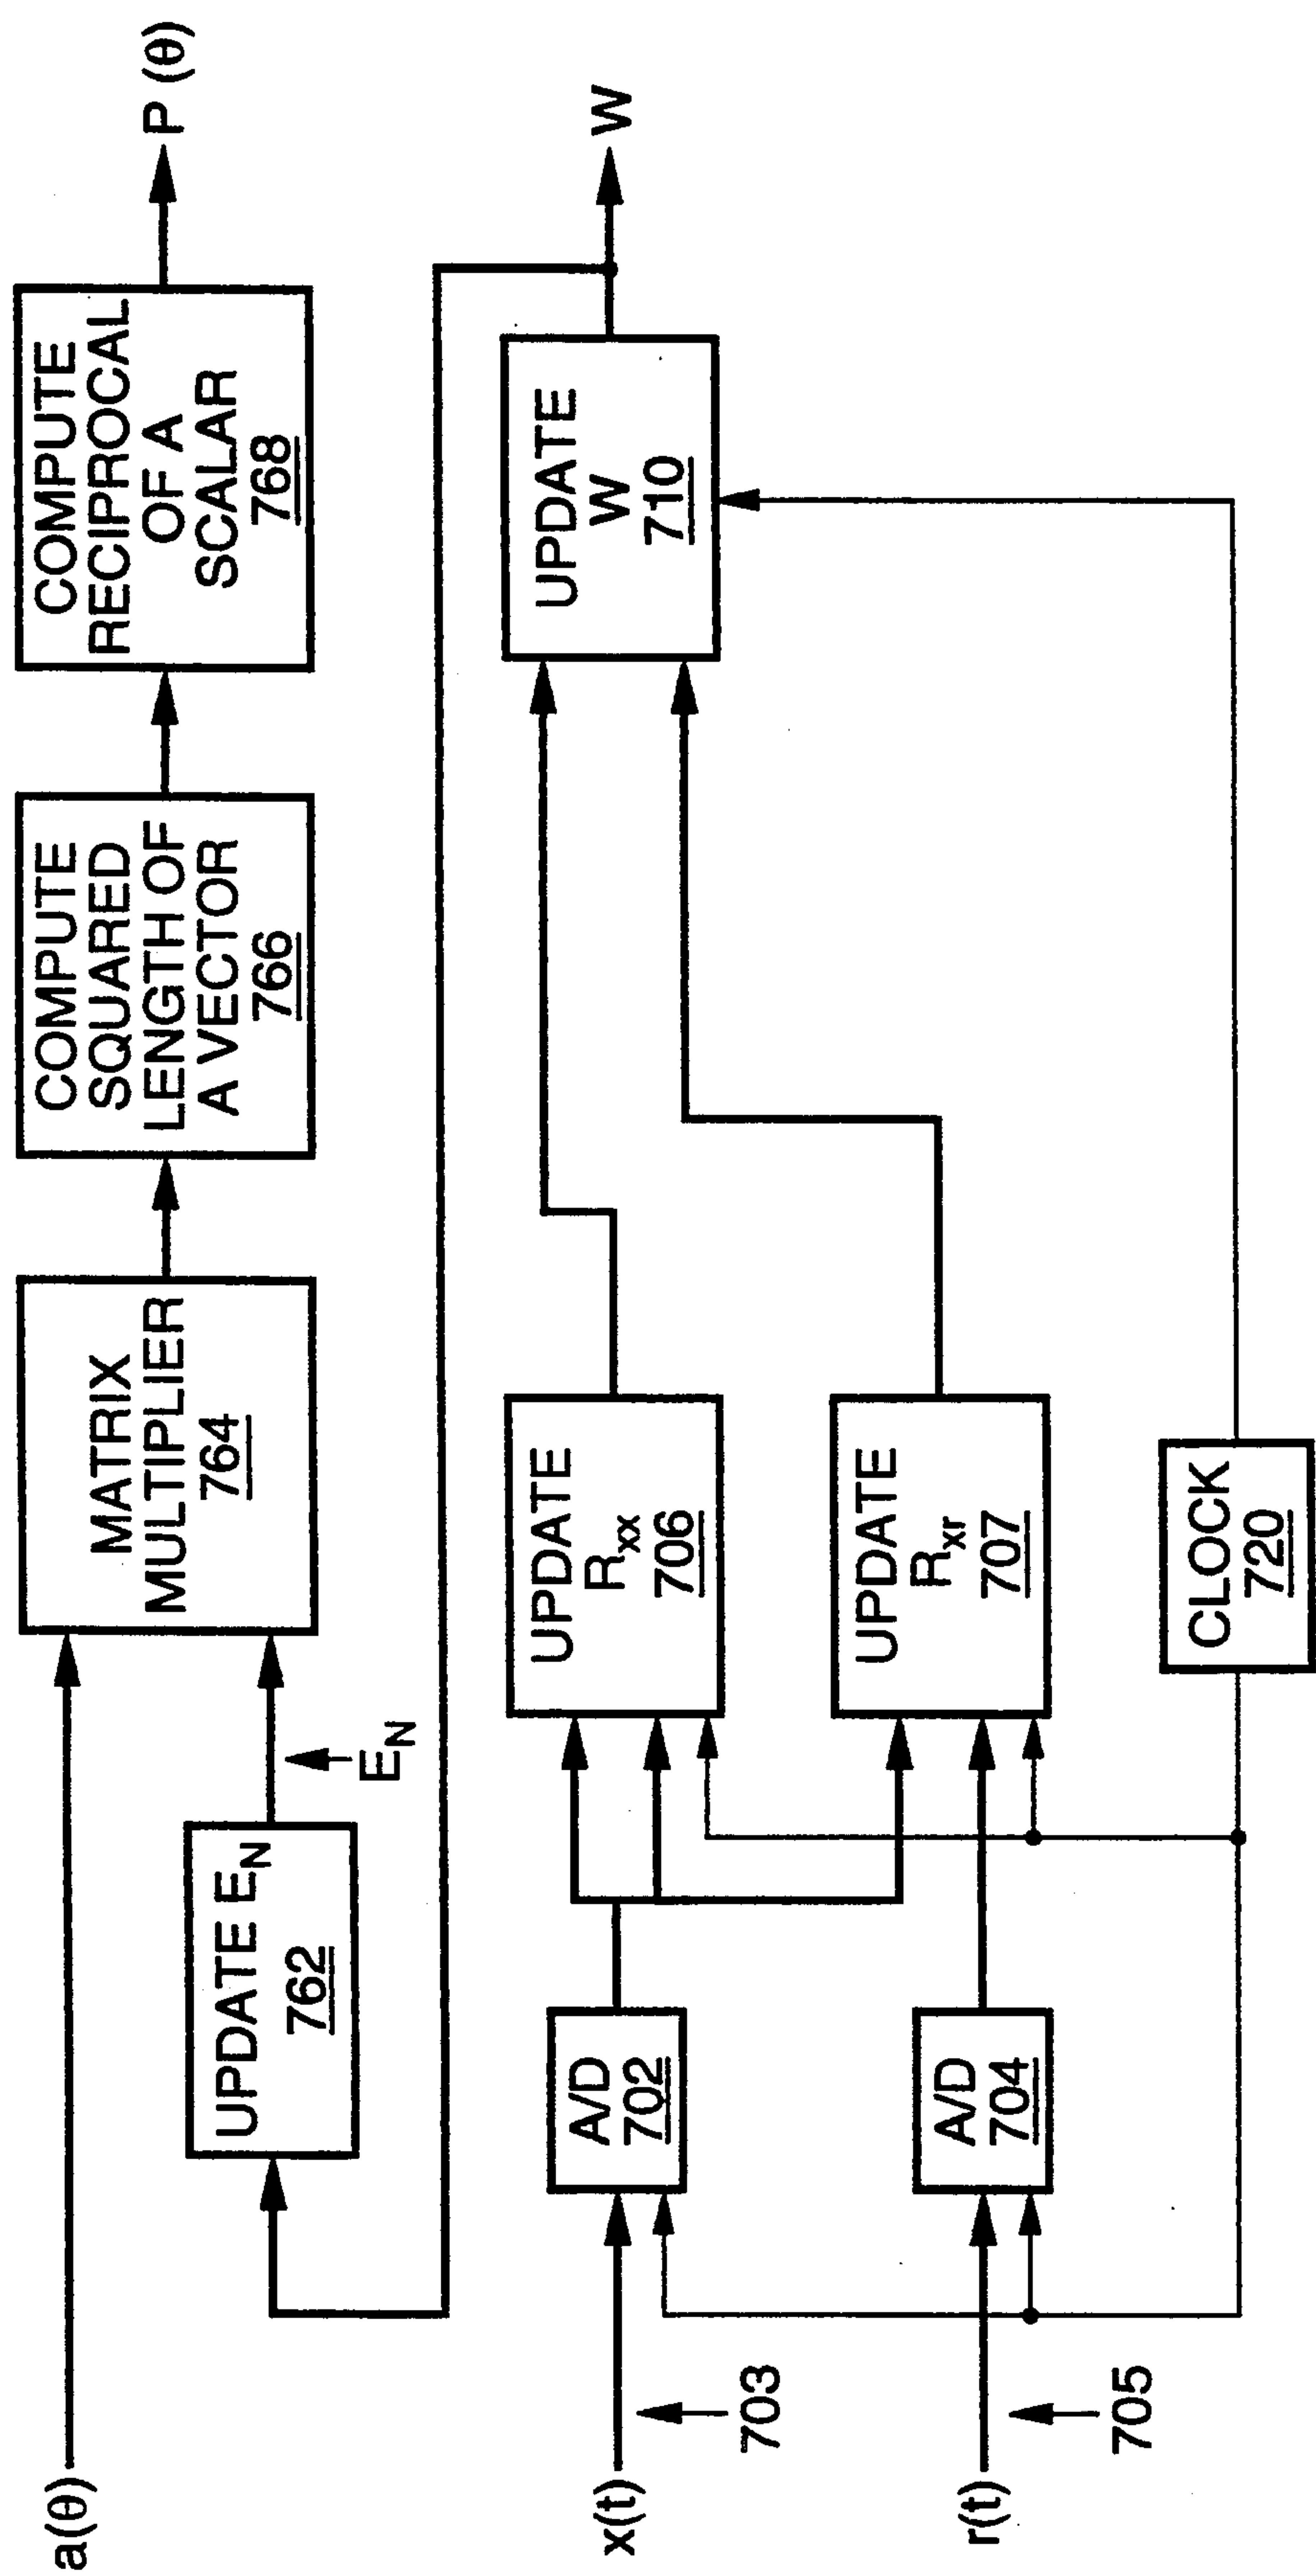 a(θ)
MATRIX
MULTIPLIER
764
COMPUTE
SQUARED
LENGTH OF
A VECTOR
766
COMPUTE
RECIPROCAL
OF A
SCALAR
768
P (θ)
UPDATE E_N
762
E_N
x(t)
703
A/D
702
UPDATE
R_xx
706
UPDATE
W
710
W
r(t)
705
A/D
704
UPDATE
R_xr
707
CLOCK
720